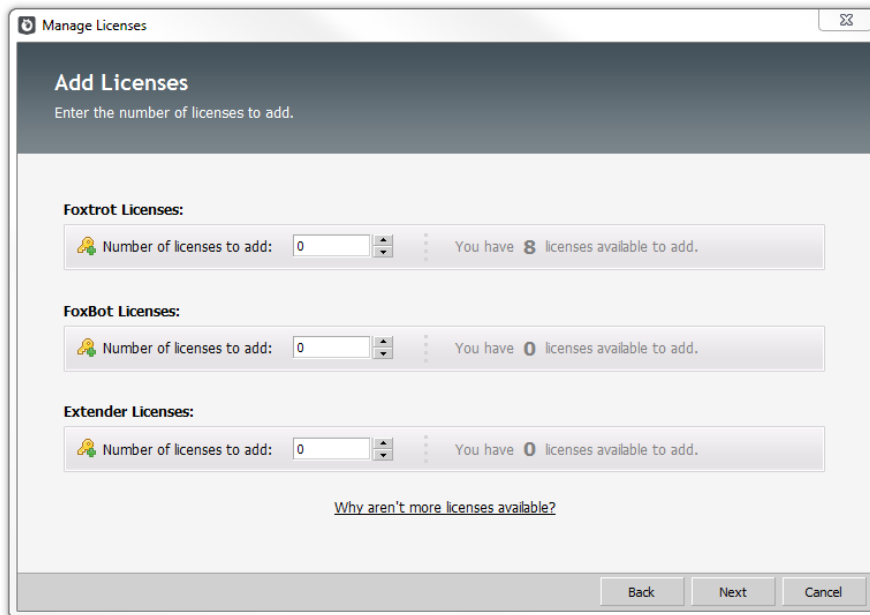 Manage Licenses
Add Licenses
Enter the number of licenses to add.
Foxtrot Licenses:
Number of licenses to add: 0 You have 8 licenses available to add.
FoxBot Licenses:
Number of licenses to add: 0 You have 0 licenses available to add.
Extender Licenses:
Number of licenses to add: 0 You have 0 licenses available to add.
Why aren't more licenses available?
Back Next Cancel